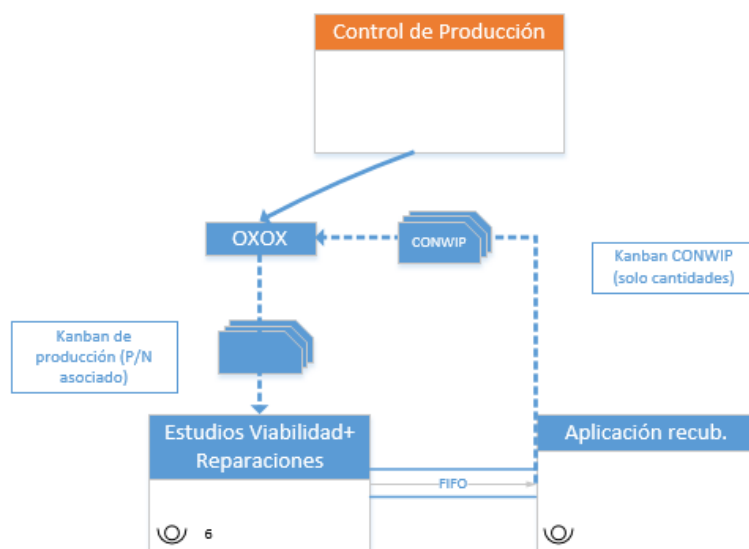 Control de Producción
OXOX
CONWIP
Kanban CONWIP
(solo cantidades)
Kanban de
producción (P/N
asociado)
Estudios Viabilidad+
Reparaciones
Aplicación recub.
FIFO
6